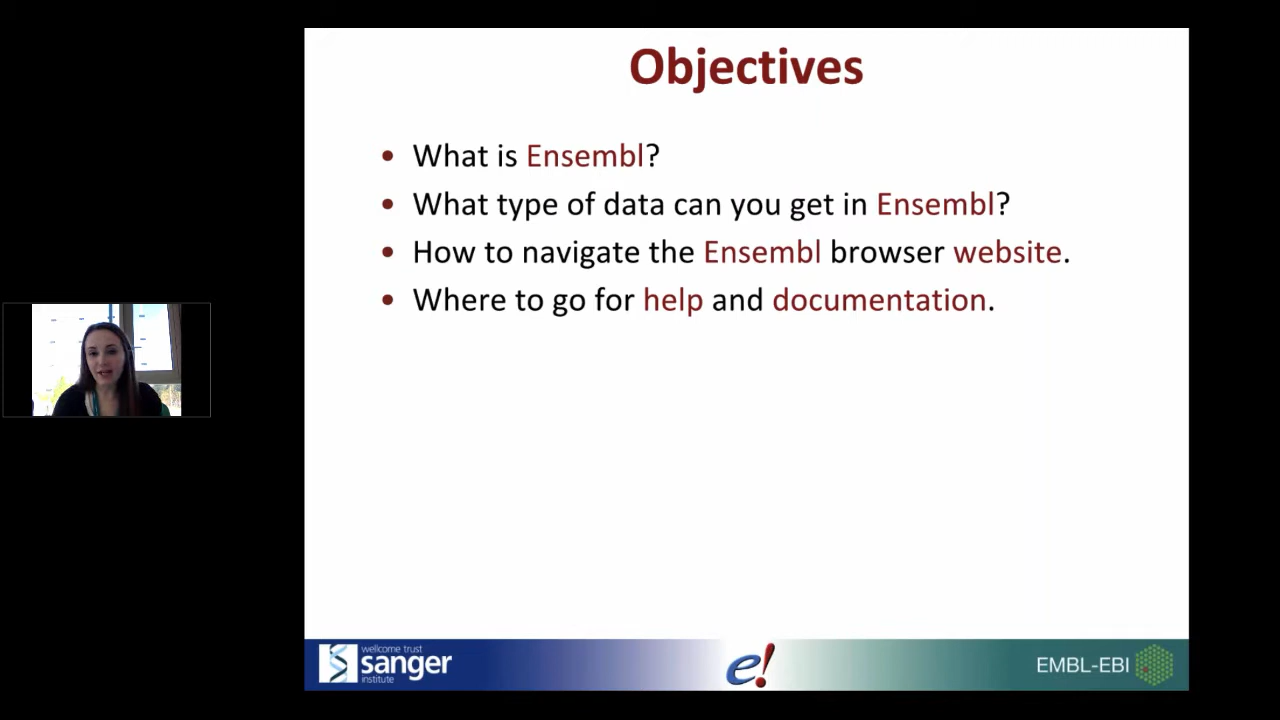 Objectives
• What is Ensembl?
• What type of data can you get in Ensembl?
• How to navigate the Ensembl browser website.
• Where to go for help and documentation.
wellcome trust
sanger
institute
e!
EMBL-EBI